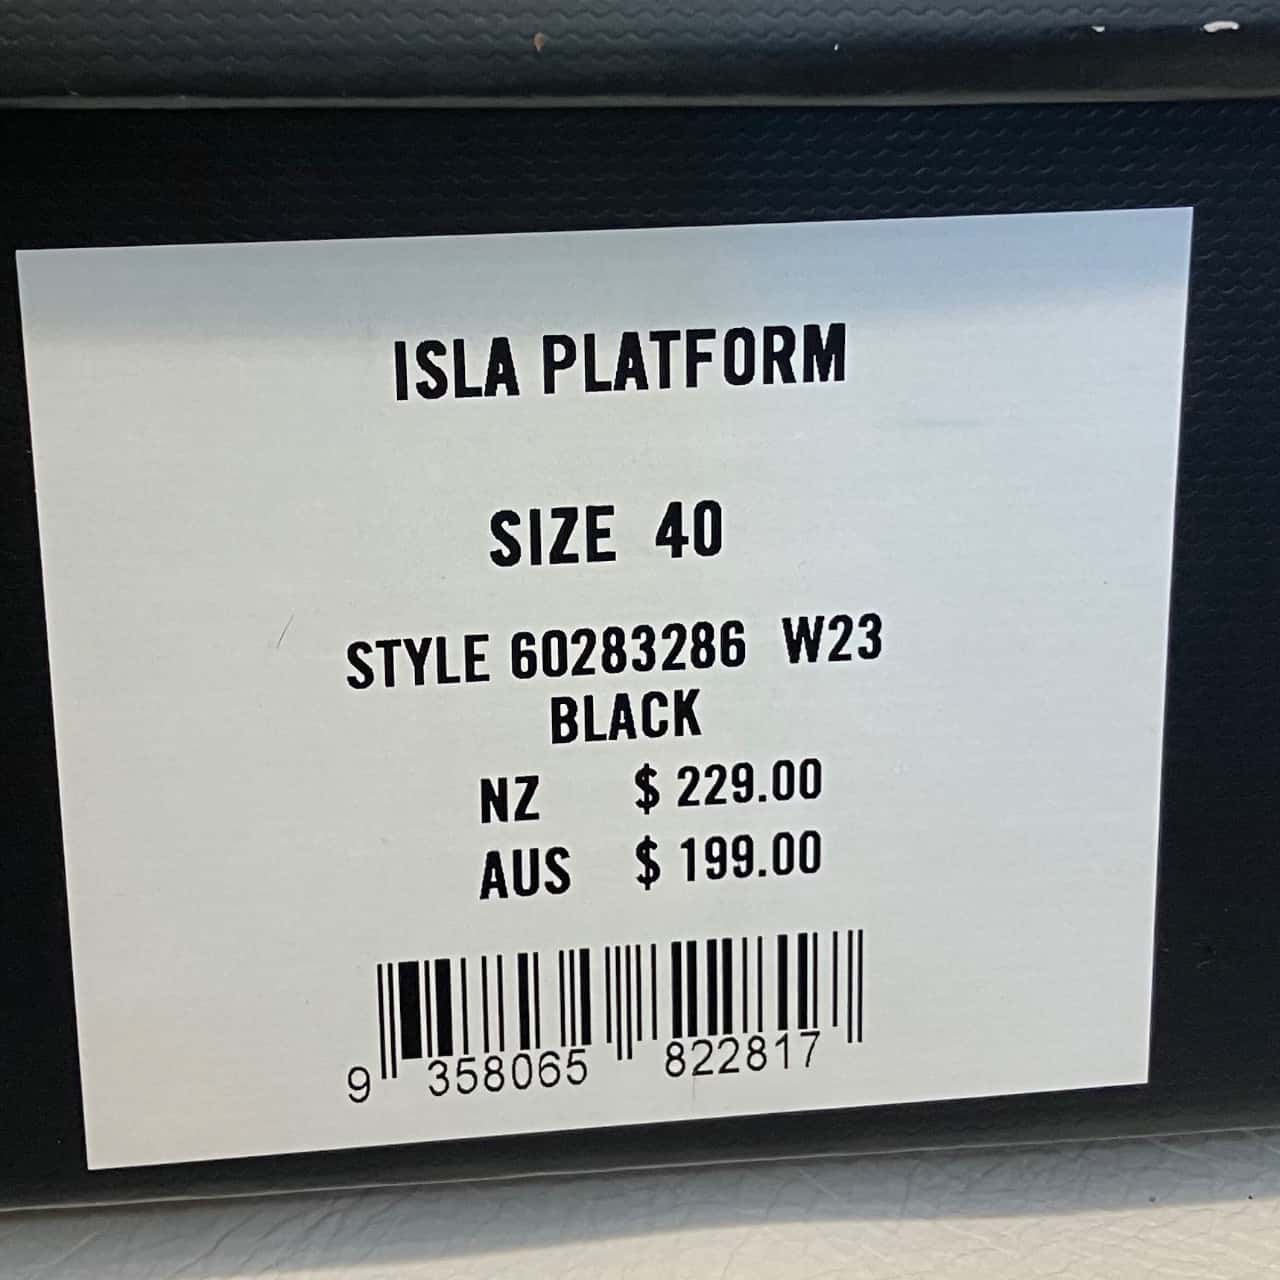 ISLA PLATFORM
SIZE 40
STYLE 60283286 W23
BLACK
NZ $ 229.00
AUS $ 199.00
9 358065 822817